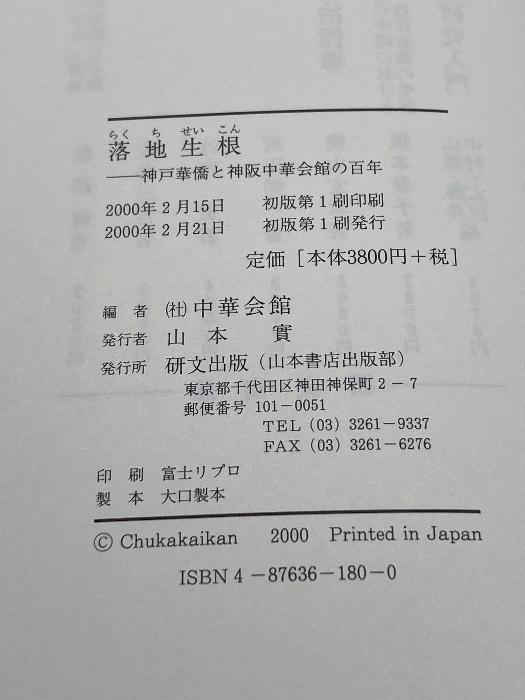 らく ち せい こん
落地生根
——神戸華僑と神阪中華会館の百年
2000年2月15日 初版第1刷印刷
2000年2月21日 初版第1刷発行
定価［本体3800円＋税］
編者 ㈳中華会館
発行者 山本實
発行所 研文出版（山本書店出版部）
東京都千代田区神田神保町2－7
郵便番号 101－0051
TEL（03）3261－9337
FAX（03）3261－6276
印刷 富士リプロ
製本 大口製本
© Chukakaikan 2000 Printed in Japan
ISBN4－87636－180－0